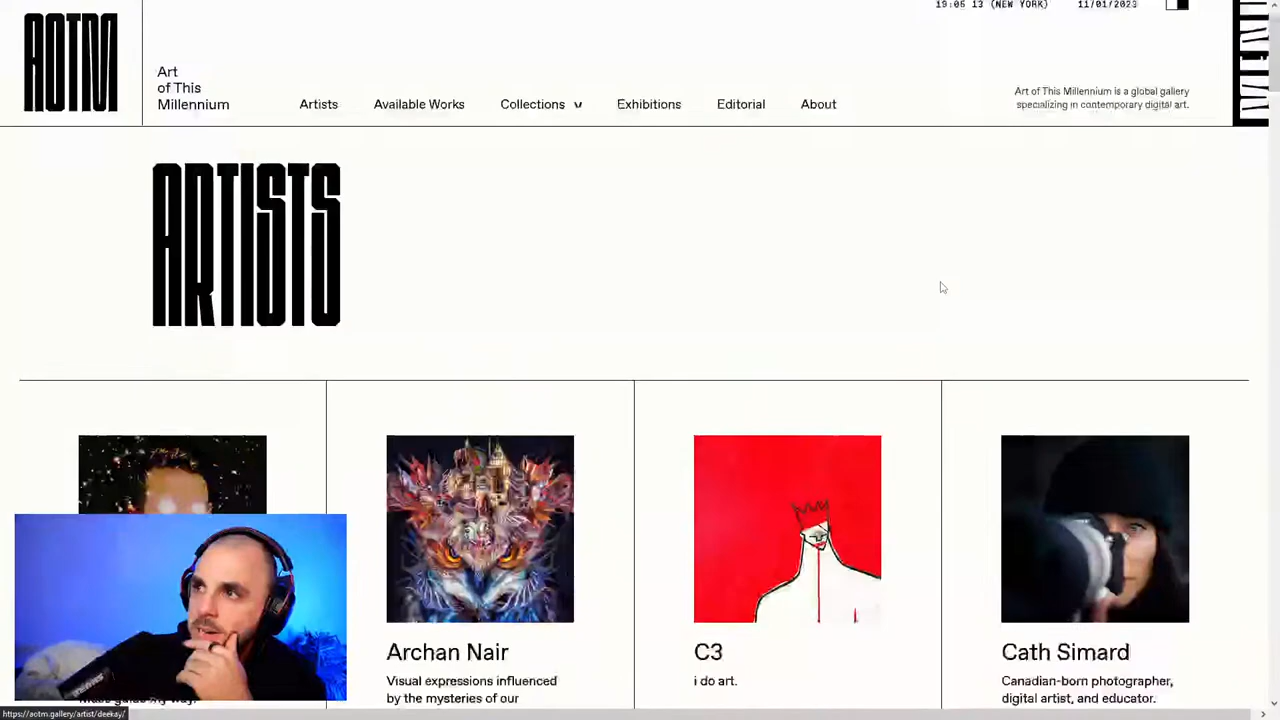 19:06 13 (NEW YORK) 11/01/2023
AOTM
Art
of This
Millennium
Artists Available Works Collections Exhibitions Editorial About
Art of This Millennium is a global gallery
specializing in contemporary digital art.
ARTISTS
Archan Nair
Visual expressions influenced
by the mysteries of our
C3
i do art.
Cath Simard
Canadian-born photographer,
digital artist, and educator.
https://aotm.gallery/artist/deekay/